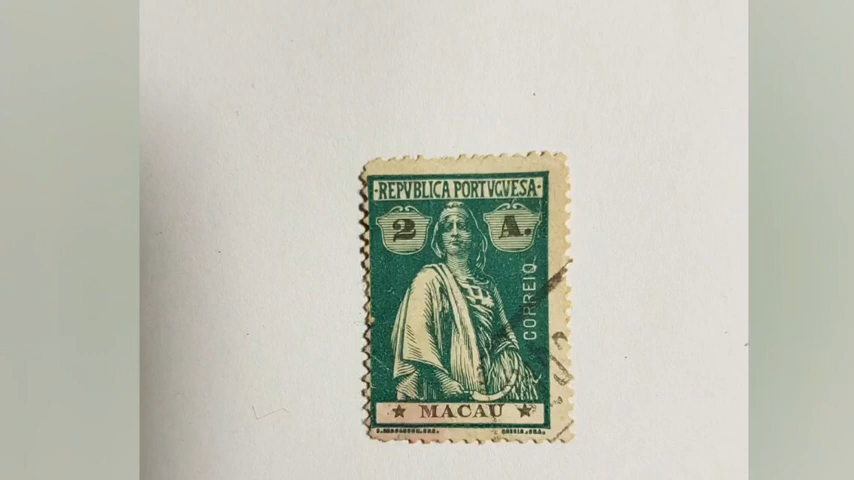 ·REPVBLICA PORTVGVESA·
2 A.
CORREIO
MACAU